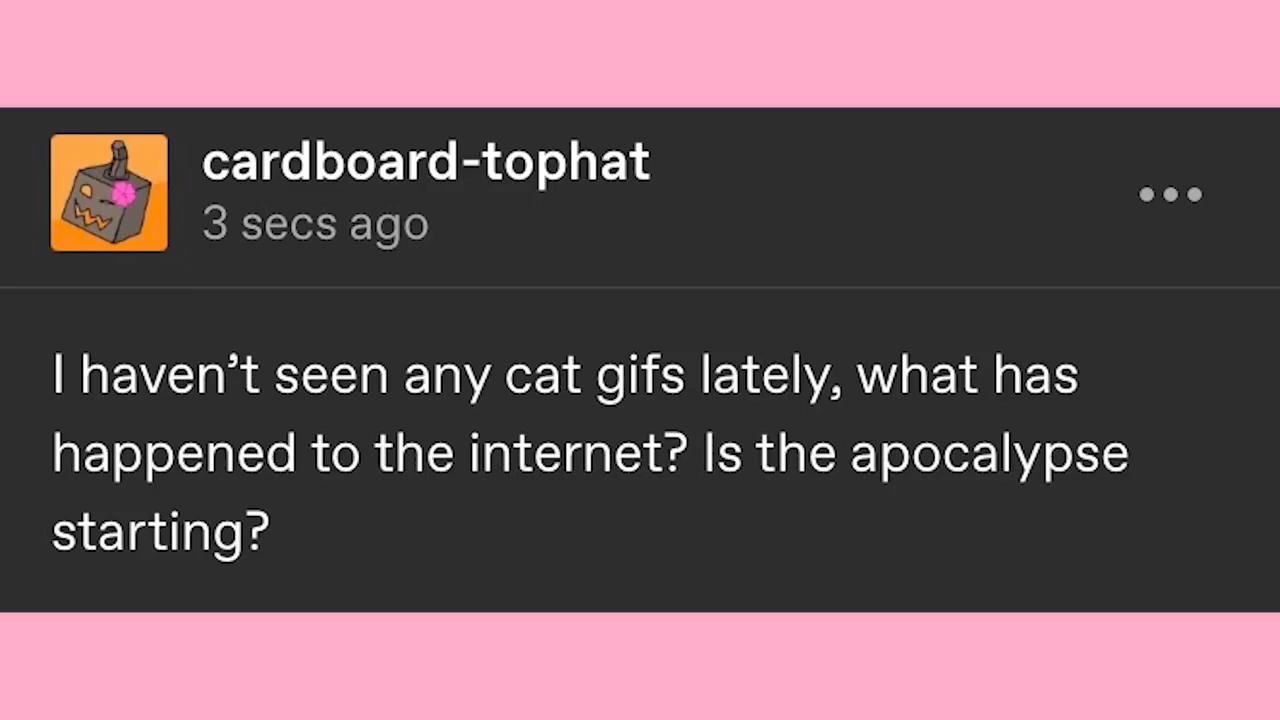 cardboard-tophat
3 secs ago
I haven’t seen any cat gifs lately, what has
happened to the internet? Is the apocalypse
starting?